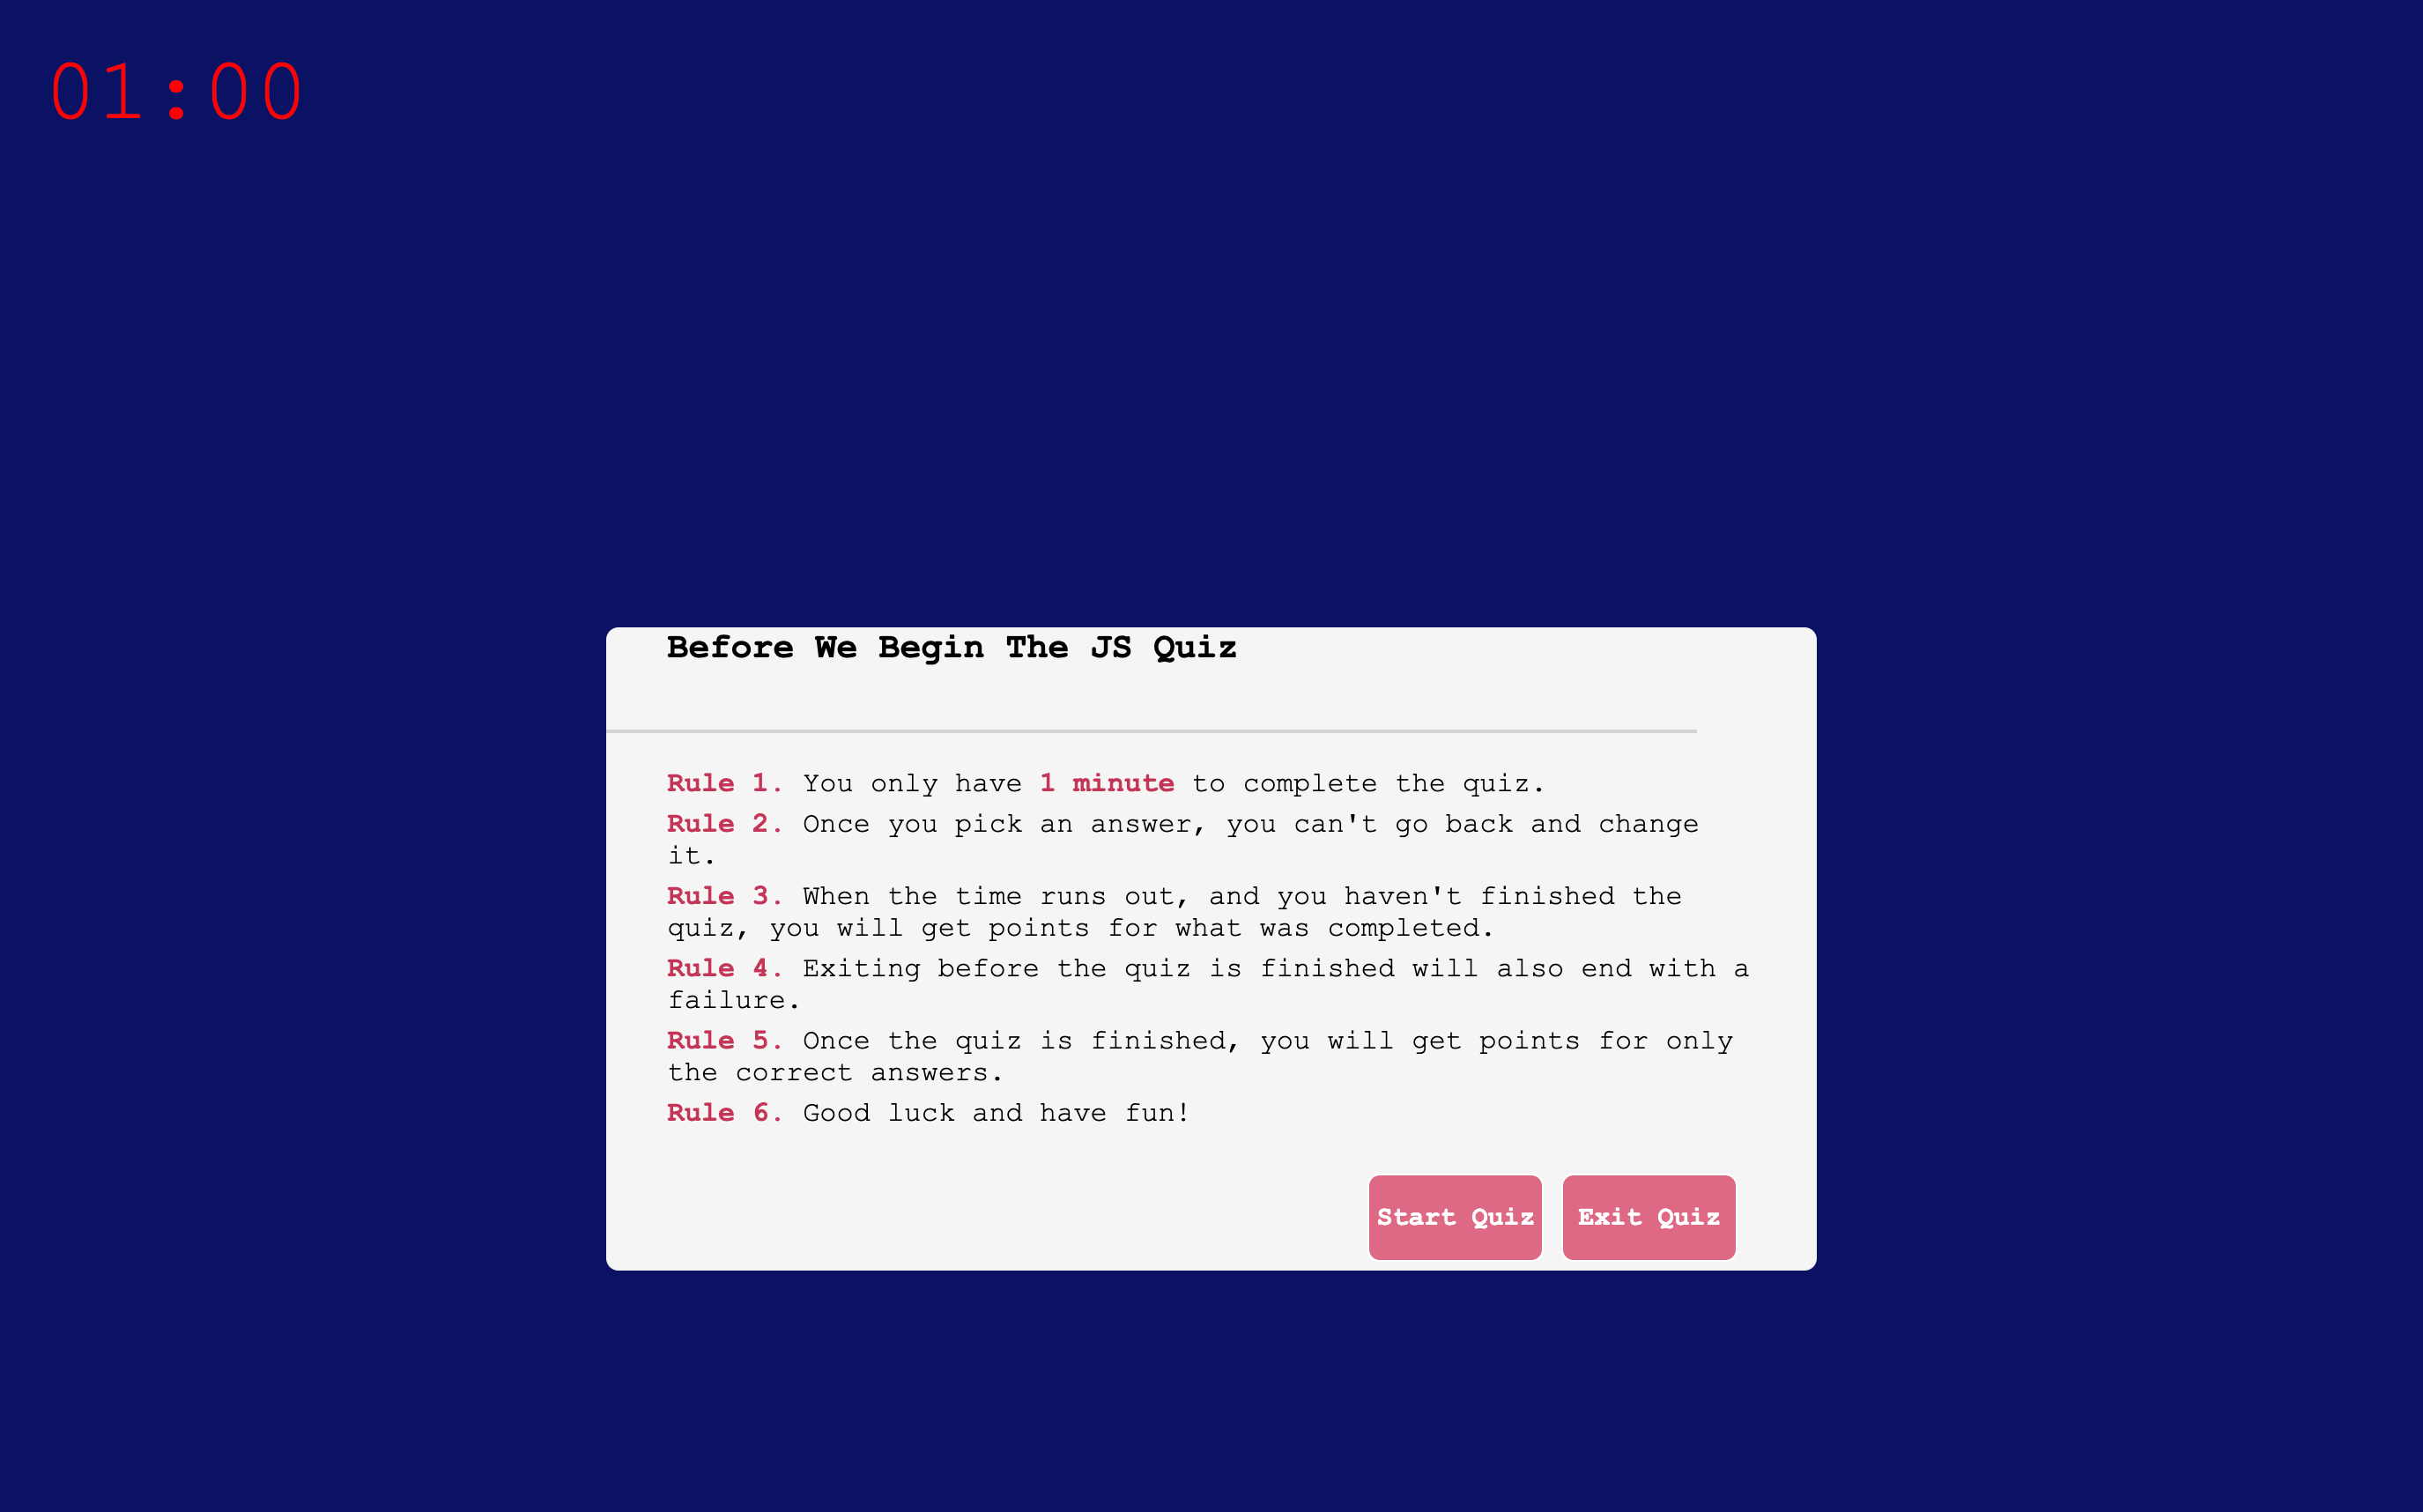 01:00
Before We Begin The JS Quiz
Rule 1. You only have 1 minute to complete the quiz.
Rule 2. Once you pick an answer, you can't go back and change
it.
Rule 3. When the time runs out, and you haven't finished the
quiz, you will get points for what was completed.
Rule 4. Exiting before the quiz is finished will also end with a
failure.
Rule 5. Once the quiz is finished, you will get points for only
the correct answers.
Rule 6. Good luck and have fun!
Start Quiz Exit Quiz